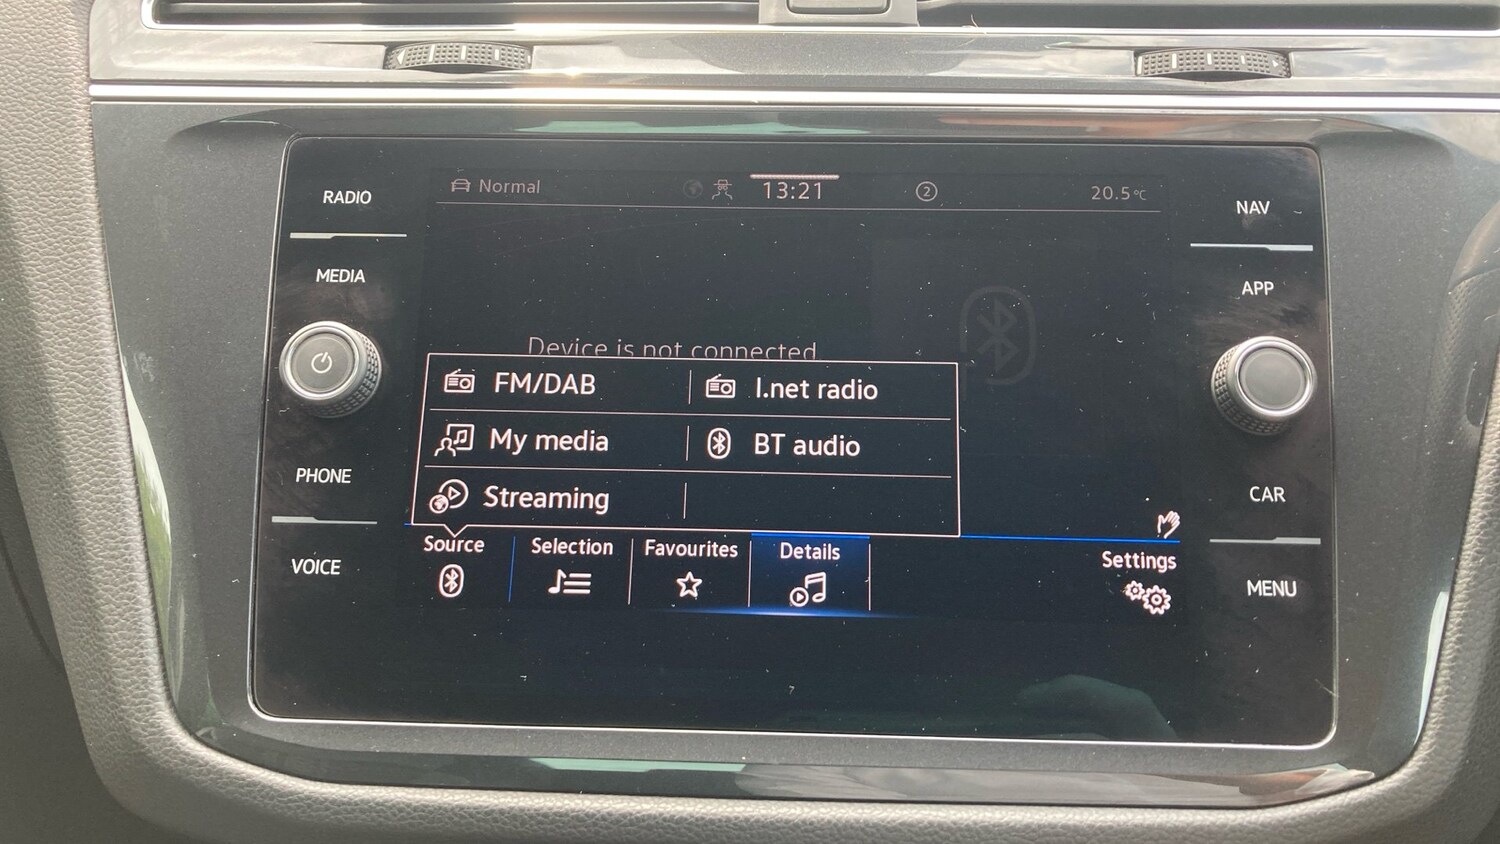 RADIO
MEDIA
PHONE
VOICE
Normal
13:21
2
20.5°C
Device is not connected
FM/DAB
I.net radio
My media
BT audio
Streaming
Source
Selection
Favourites
Details
Settings
NAV
APP
CAR
MENU